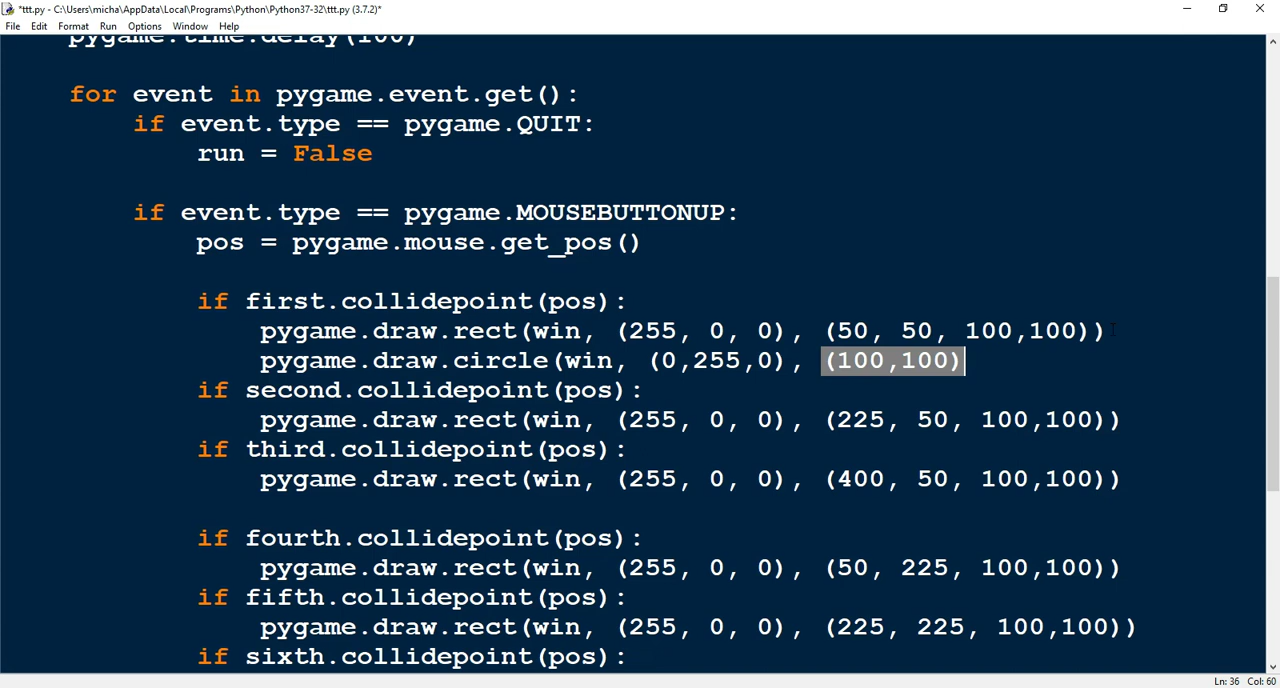 *ttt.py - C:\Users\micha\AppData\Local\Programs\Python\Python37-32\ttt.py (3.7.2)*
File Edit Format Run Options Window Help
pygame.time.delay(100)
for event in pygame.event.get():
if event.type == pygame.QUIT:
run = False
if event.type == pygame.MOUSEBUTTONUP:
pos = pygame.mouse.get_pos()
if first.collidepoint(pos):
pygame.draw.rect(win, (255, 0, 0), (50, 50, 100,100))
pygame.draw.circle(win, (0,255,0), (100,100)
if second.collidepoint(pos):
pygame.draw.rect(win, (255, 0, 0), (225, 50, 100,100))
if third.collidepoint(pos):
pygame.draw.rect(win, (255, 0, 0), (400, 50, 100,100))
if fourth.collidepoint(pos):
pygame.draw.rect(win, (255, 0, 0), (50, 225, 100,100))
if fifth.collidepoint(pos):
pygame.draw.rect(win, (255, 0, 0), (225, 225, 100,100))
if sixth.collidepoint(pos):
Ln: 36 Col: 60